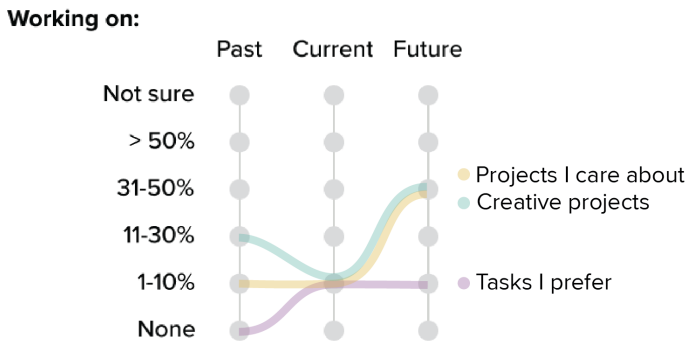 Working on:
Past Current Future
Not sure
> 50%
31-50%
11-30%
1-10%
None
Projects I care about
Creative projects
Tasks I prefer